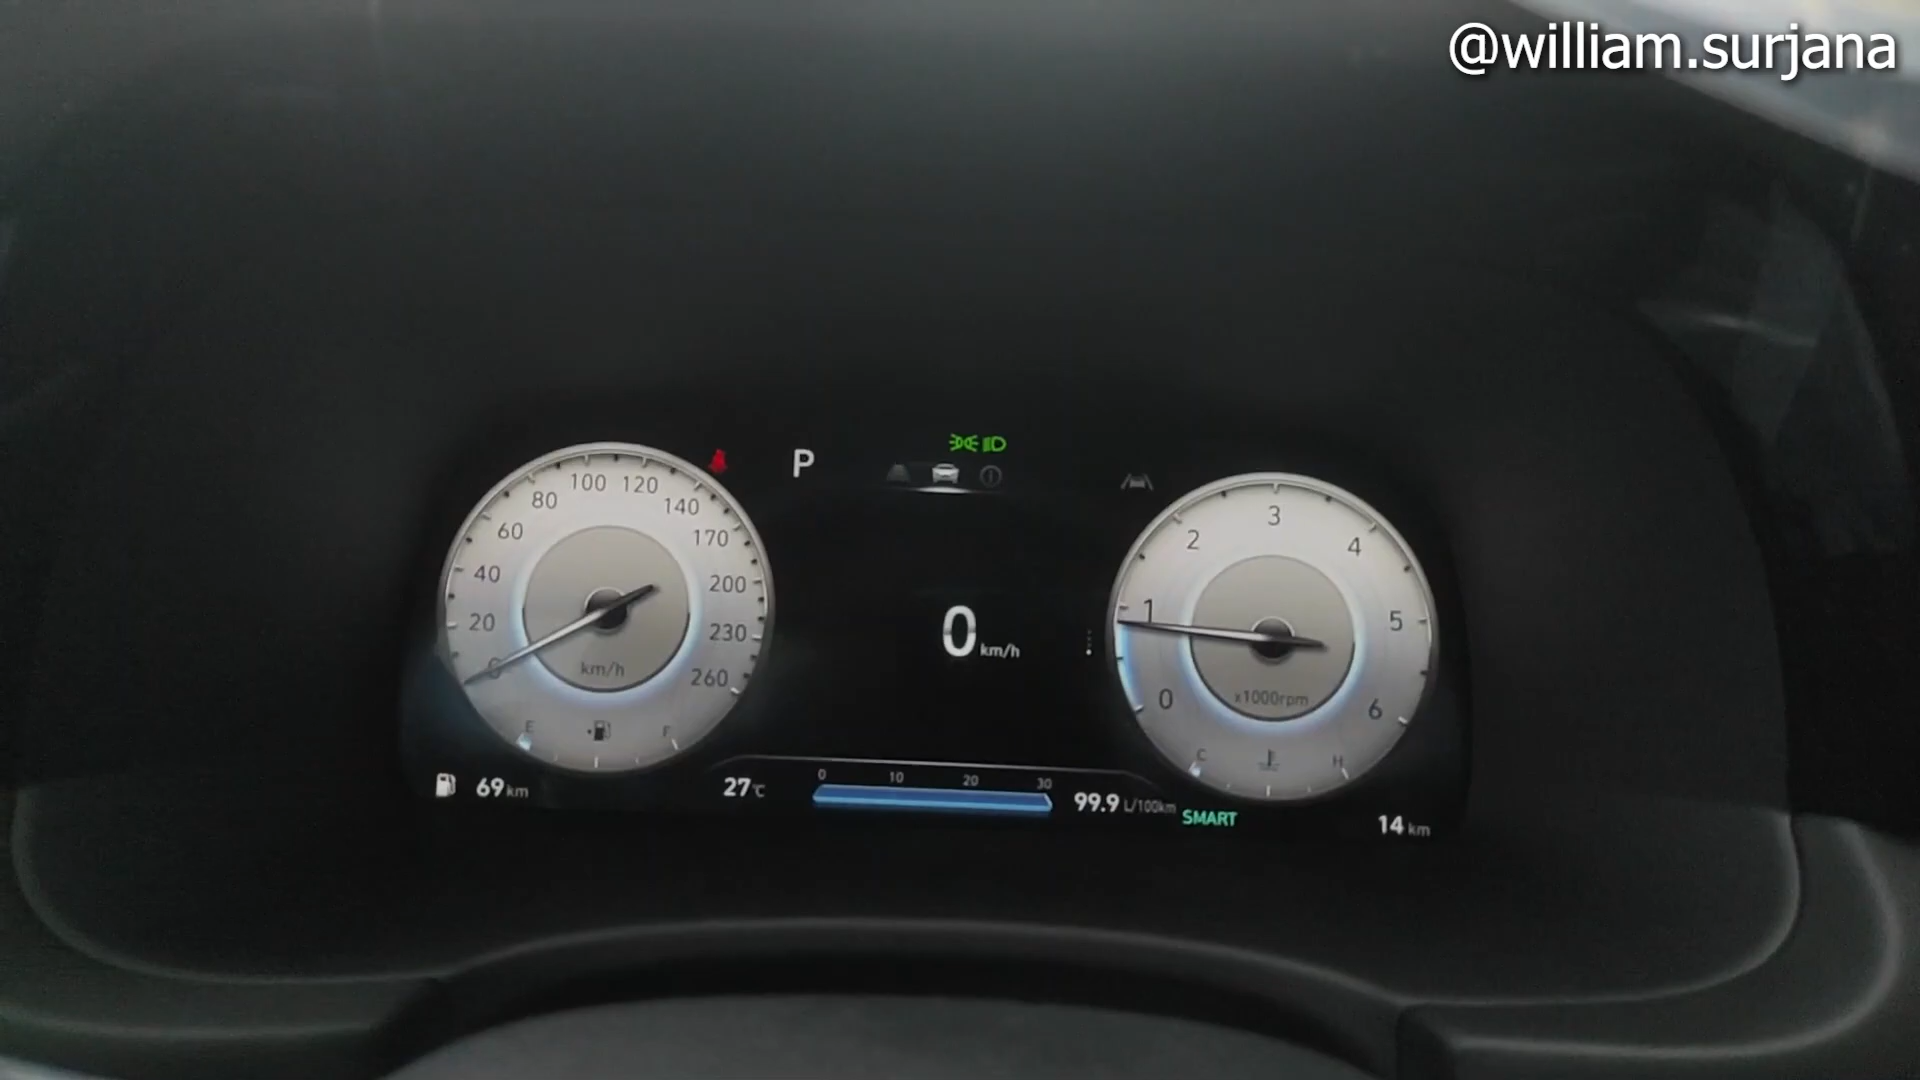 @william.surjana
P
0 20 40 60 80 100 120 140 170 200 230 260
km/h
E F
0 km/h
0 1 2 3 4 5 6
x1000rpm
C H
69 km
27°C
0 10 20 30
99.9 L/100km
SMART
14 km